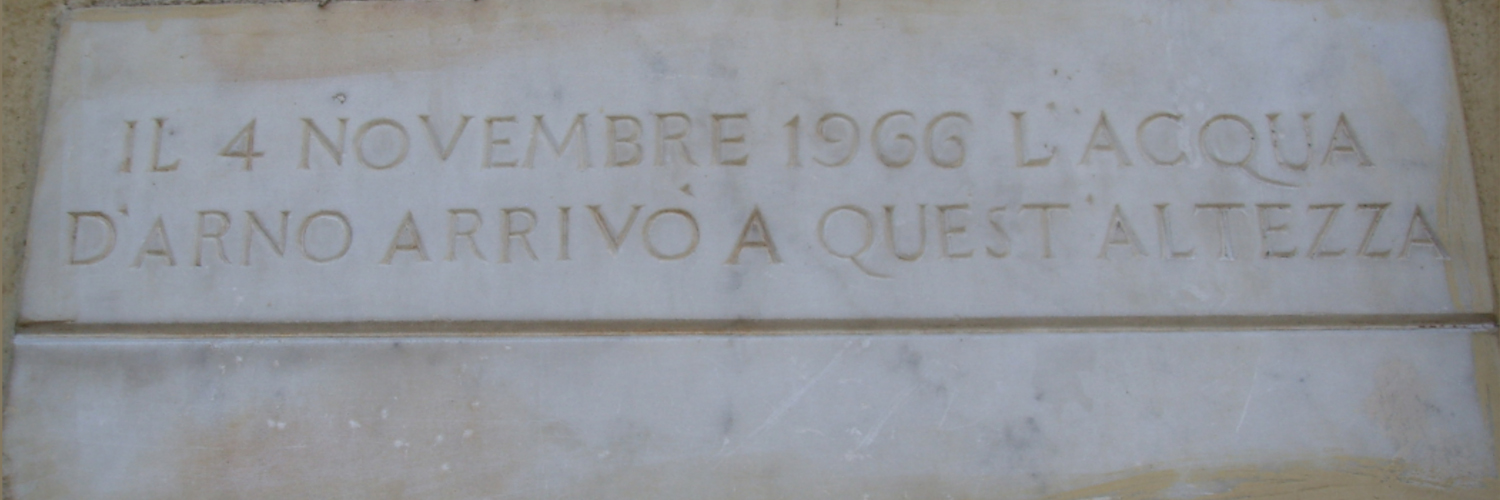 IL 4 NOVEMBRE 1966 L'ACQUA
D'ARNO ARRIVÒ A QUEST'ALTEZZA